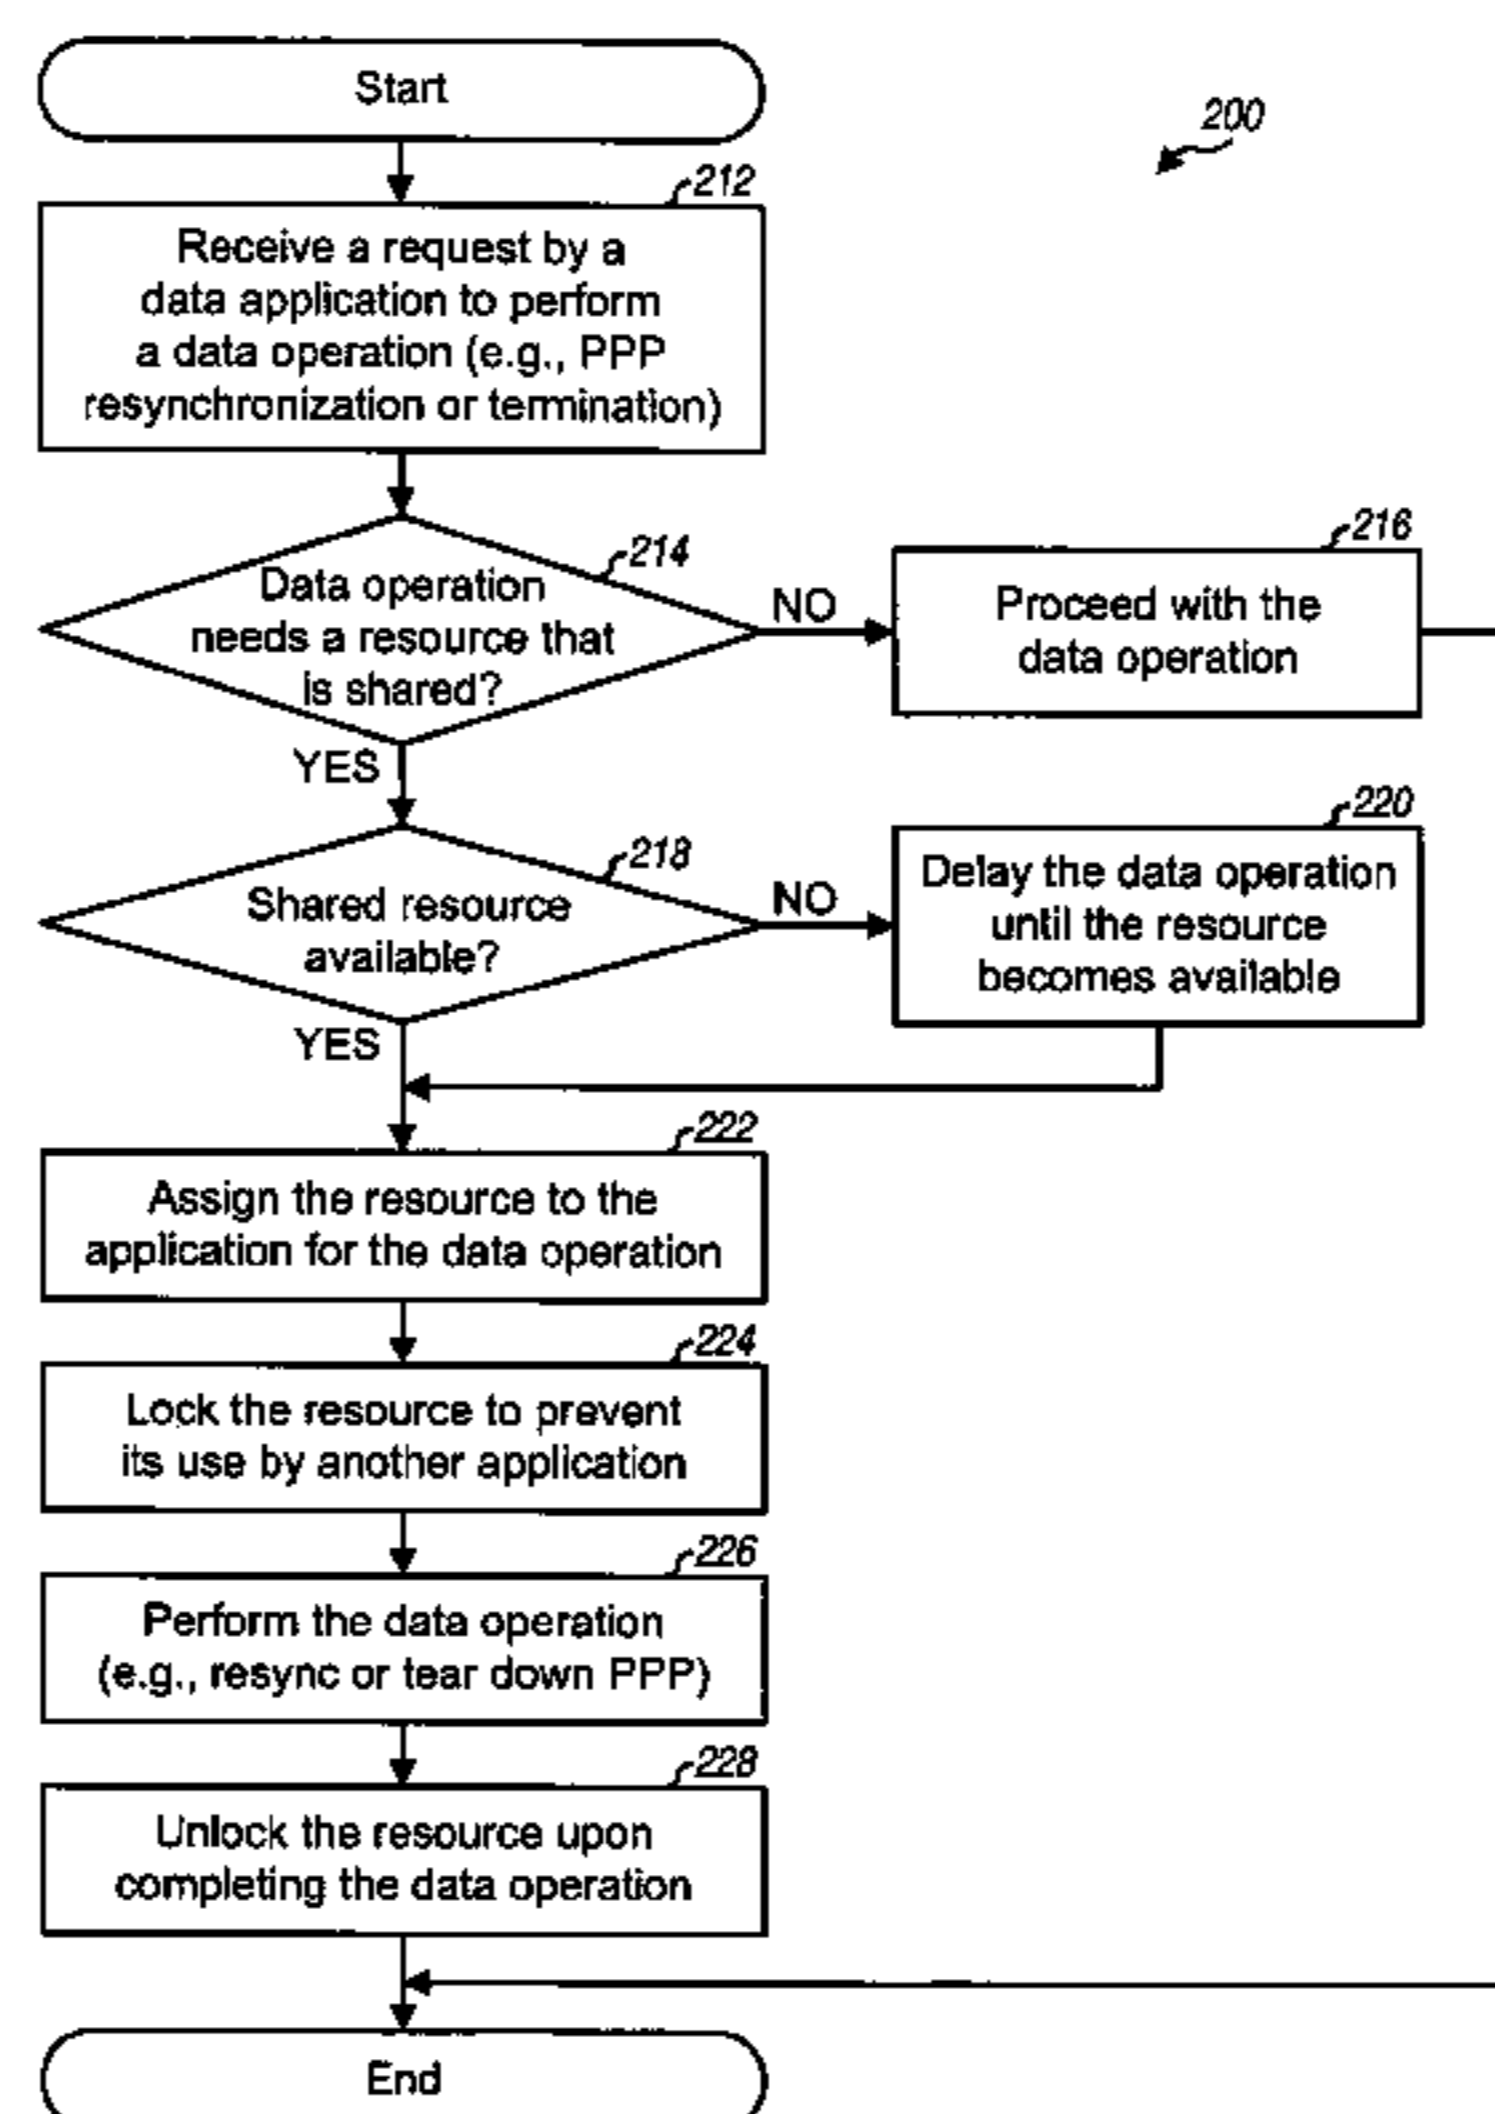 Start
200
212
Receive a request by a
data application to perform
a data operation (e.g., PPP
resynchronization or termination)
214
Data operation
needs a resource that
is shared?
NO
216
Proceed with the
data operation
YES
218
Shared resource
available?
NO
220
Delay the data operation
until the resource
becomes available
YES
222
Assign the resource to the
application for the data operation
224
Lock the resource to prevent
its use by another application
226
Perform the data operation
(e.g., resync or tear down PPP)
228
Unlock the resource upon
completing the data operation
End